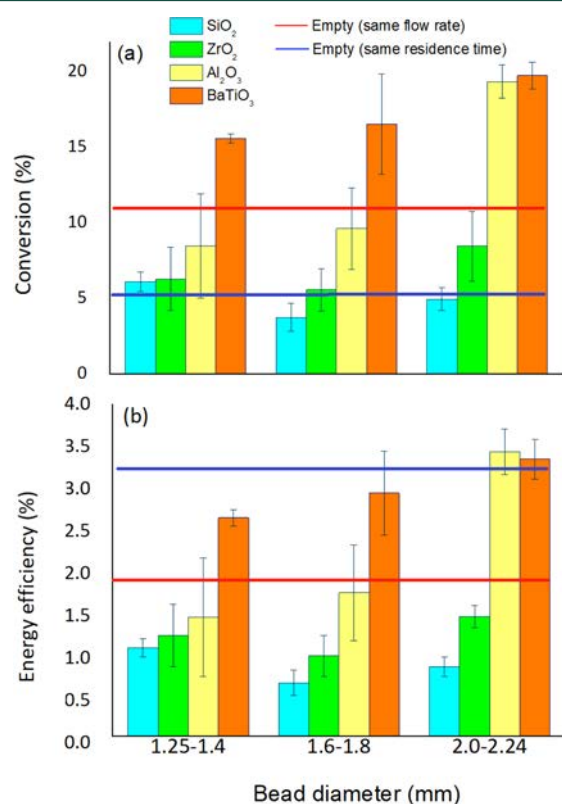 SiO₂
ZrO₂
Al₂O₃
BaTiO₃
Empty (same flow rate)
Empty (same residence time)
(a)
Conversion (%)
20
15
10
5
0
(b)
Energy efficiency (%)
4.0
3.5
3.0
2.5
2.0
1.5
1.0
0.5
0.0
1.25-1.4 1.6-1.8 2.0-2.24
Bead diameter (mm)